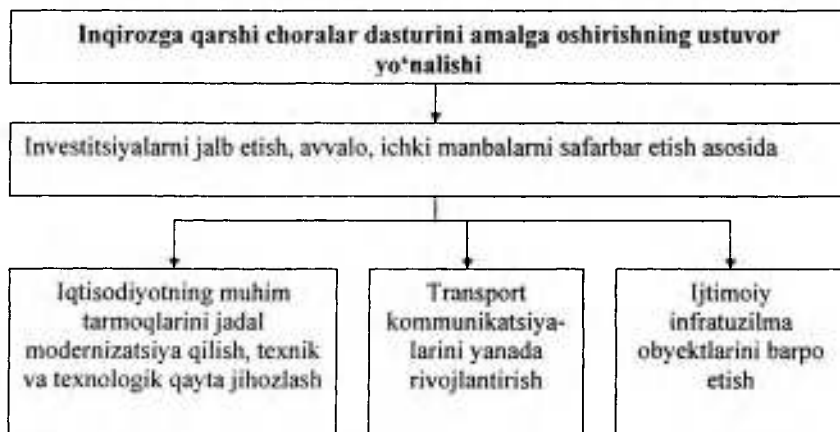 Inqirozga qarshi choralar dasturini amalga oshirishning ustuvor
yo‘nalishi
Investitsiyalarni jalb etish, avvalo, ichki manbalarni safarbar etish asosida
Iqtisodiyotning muhim
tarmoqlarini jadal
modernizatsiya qilish, texnik
va texnologik qayta jihozlash
Transport
kommunikatsiya-
larini yanada
rivojlantirish
Ijtimoiy
infratuzilma
obyektlarini barpo
etish